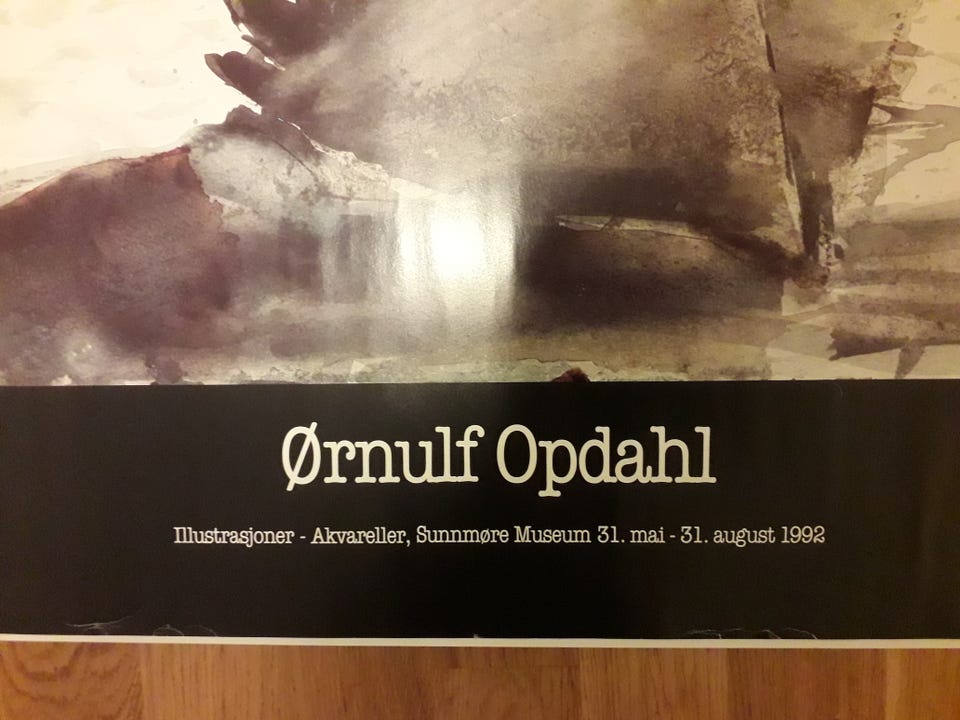 Ørnulf Opdahl
Illustrasjoner - Akvareller, Sunnmøre Museum 31. mai - 31. august 1992